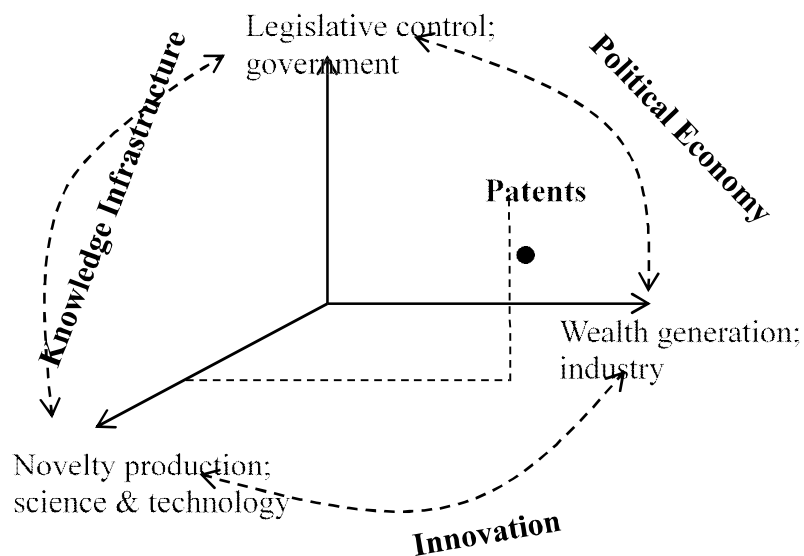 Legislative control;
government
Knowledge Infrastructure
Political Economy
Patents
Wealth generation;
industry
Novelty production;
science & technology
Innovation